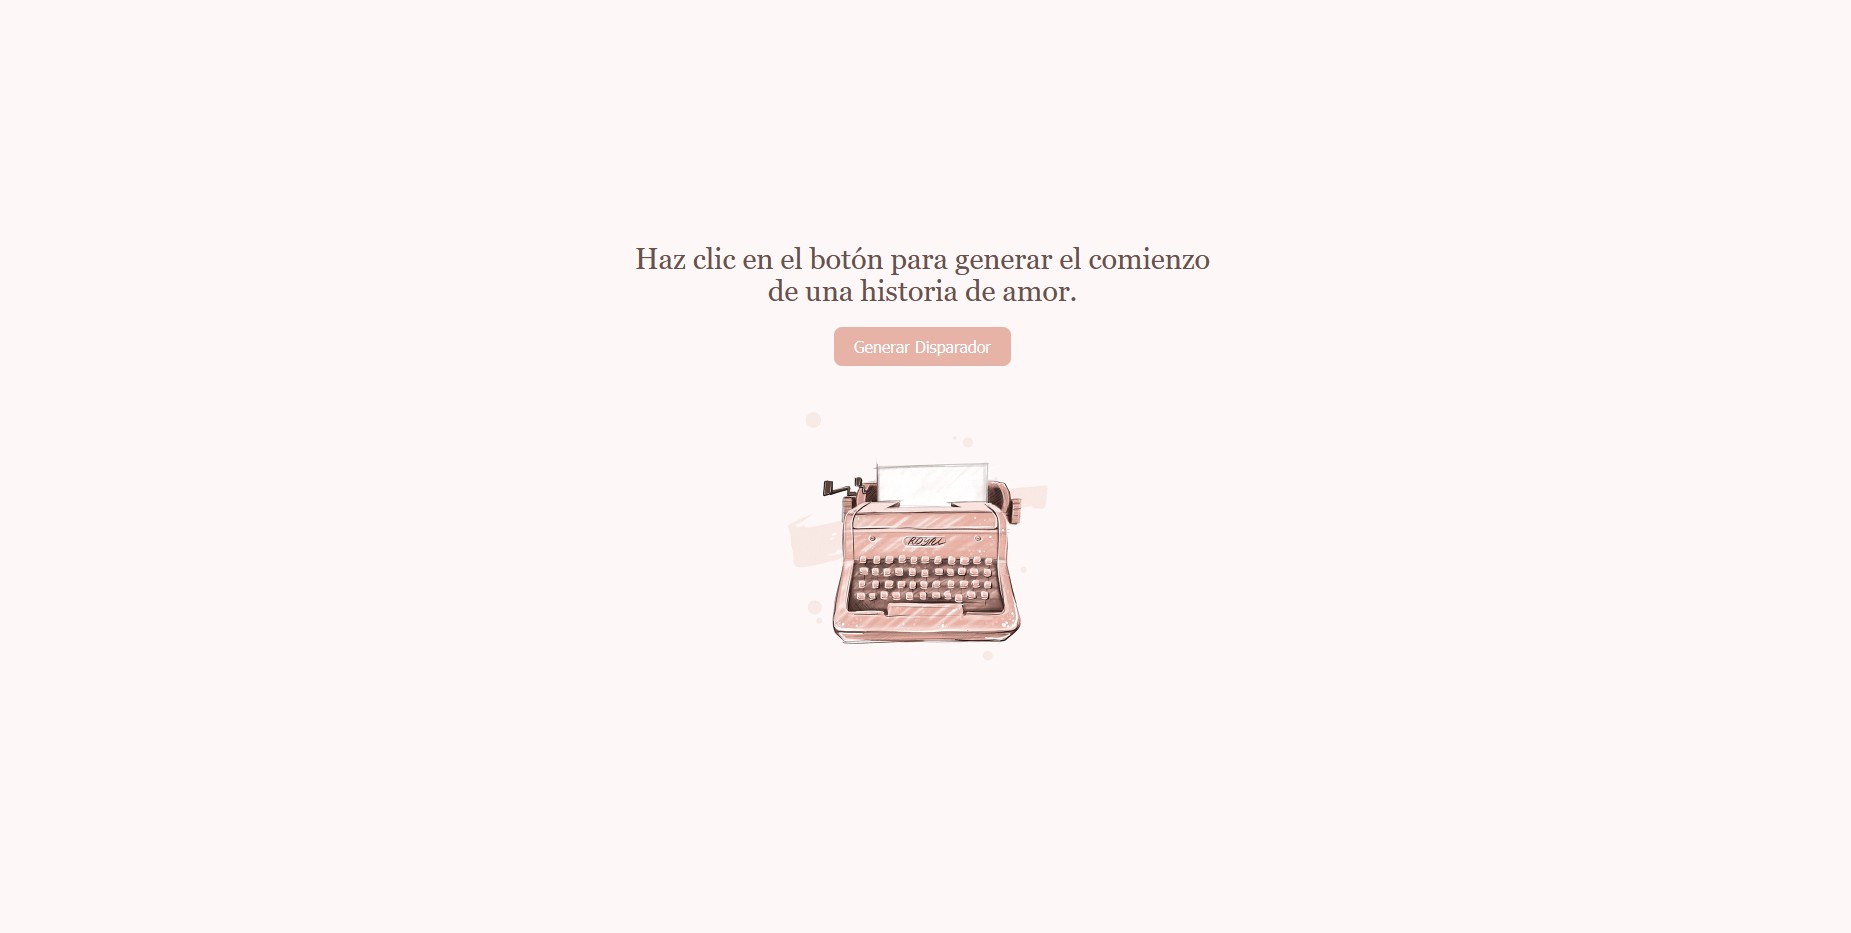 Haz clic en el botón para generar el comienzo
de una historia de amor.
Generar Disparador
ROYAL